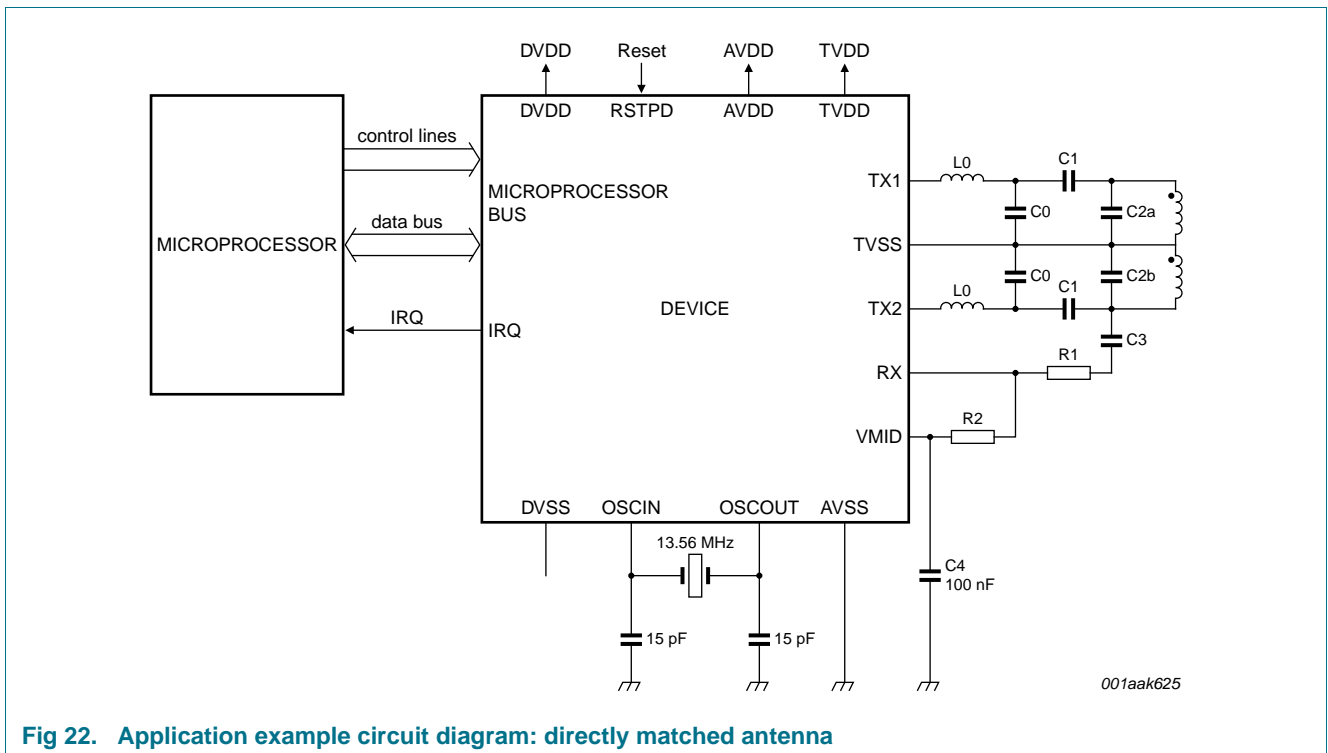 DVDD Reset AVDD TVDD
DVDD RSTPD AVDD TVDD
control lines
MICROPROCESSOR
BUS
data bus
MICROPROCESSOR
IRQ
IRQ
DEVICE
TX1
L0
C1
C0
C2a
TVSS
C0
C2b
TX2
L0
C1
C3
RX
R1
VMID
R2
DVSS OSCIN OSCOUT AVSS
13.56 MHz
C4
100 nF
15 pF
15 pF
001aak625
Fig 22. Application example circuit diagram: directly matched antenna